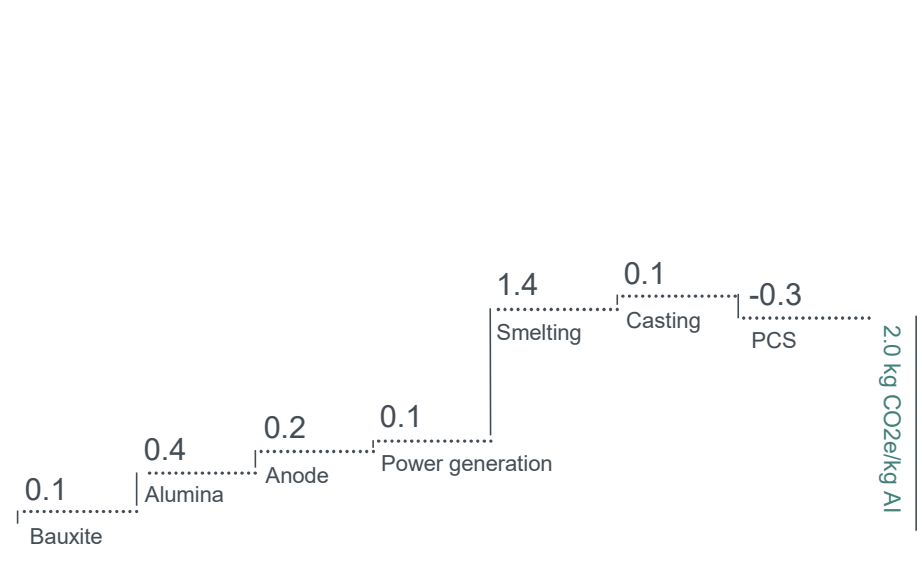 0.1
Bauxite
0.4
Alumina
0.2
Anode
0.1
Power generation
1.4
Smelting
0.1
Casting
-0.3
PCS
2.0 kg CO2e/kg Al